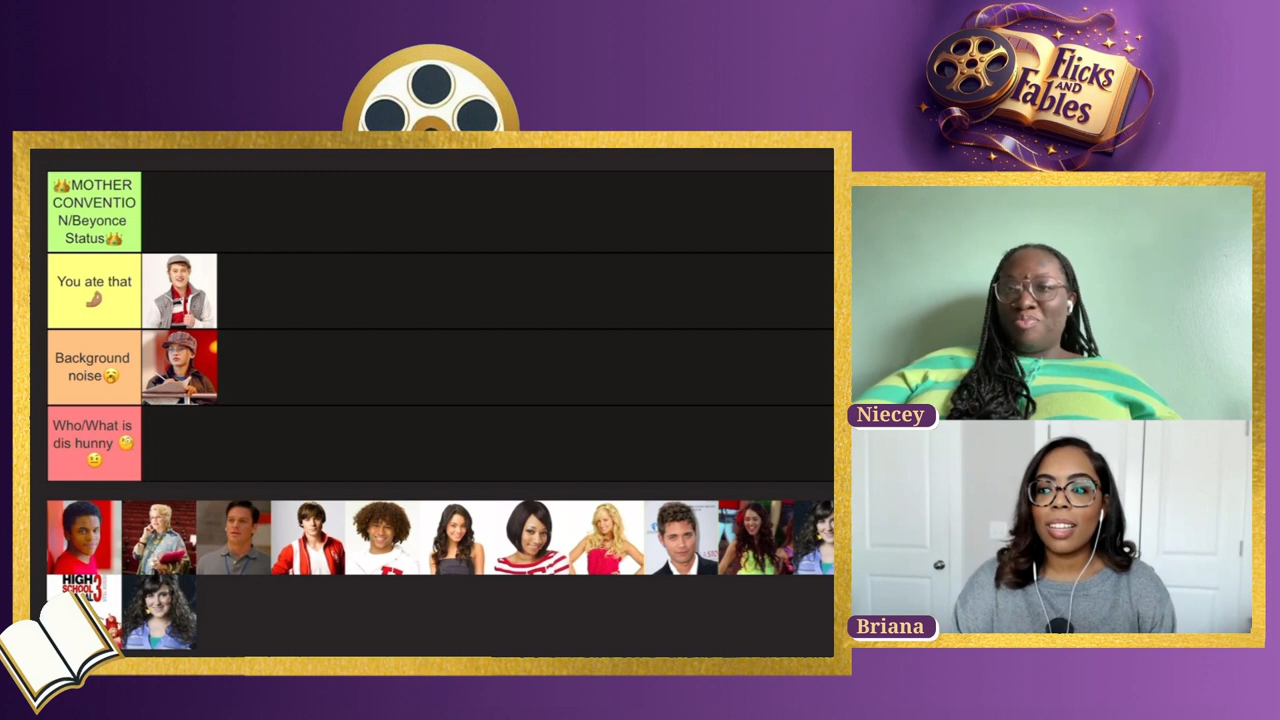 Flicks
AND
Fables
👑MOTHER
CONVENTIO
N/Beyonce
Status👑
You ate that
🤌🏾
Background
noise😭
Who/What is
dis hunny 🧐
🤨
HIGH
SCHOOL
3
Niecey
Briana